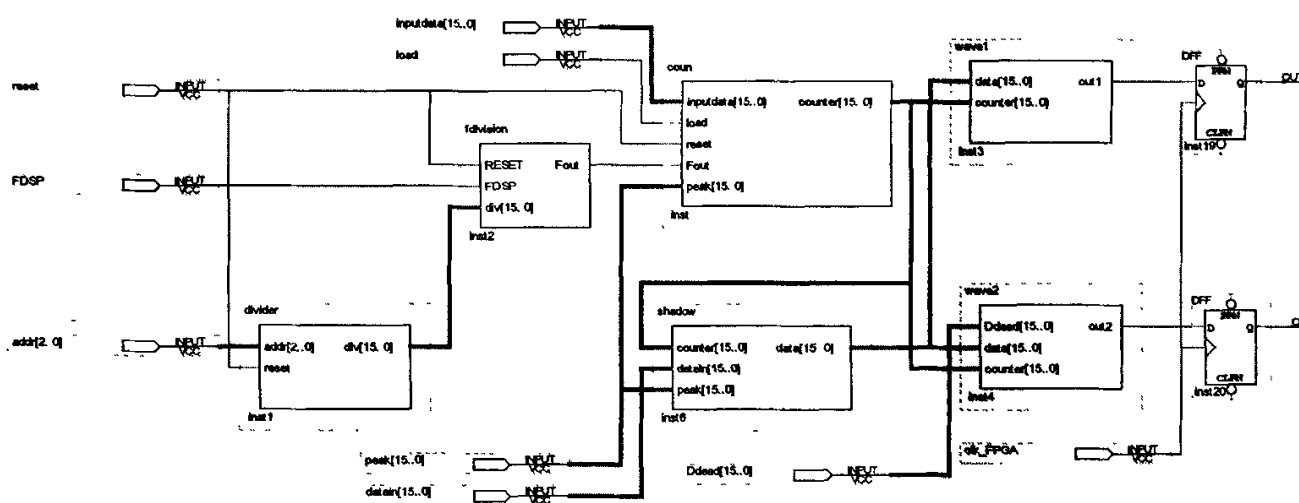 inputdata[15..0] INPUT VCC
load INPUT VCC
reset INPUT VCC
FDSP INPUT VCC
addr[2..0] INPUT VCC
peak[15..0] INPUT VCC
datain[15..0] INPUT VCC
Ddead[15..0] INPUT VCC
clk_FPGA INPUT VCC
coun
inputdata[15..0] counter[15..0]
load
reset
Fout
peak[15..0]
inst
fdivision
RESET Fout
FDSP
div[15..0]
inst2
divider
addr[2..0] div[15..0]
reset
inst1
shadow
counter[15..0] data[15..0]
datain[15..0]
peak[15..0]
inst6
wave1
data[15..0] out1
counter[15..0]
inst3
wave2
Ddead[15..0] out2
data[15..0]
counter[15..0]
inst4
DFF
PRN
D Q
CLRN
inst19
DFF
PRN
D Q
CLRN
inst20